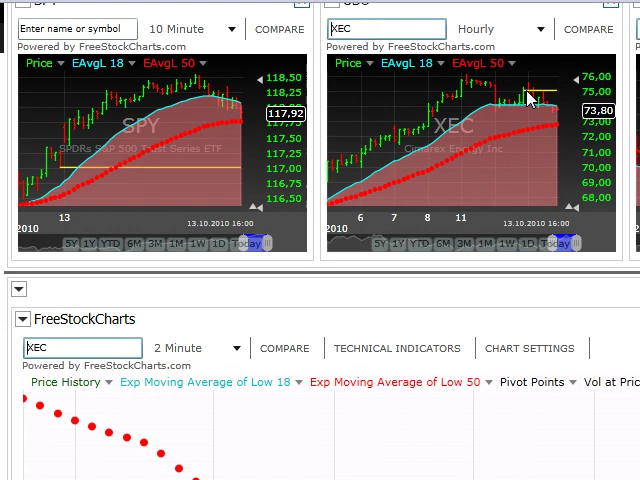 SPY
Enter name or symbol 10 Minute COMPARE
Powered by FreeStockCharts.com
Price EAvgL 18 EAvgL 50
118,50
118,25
118,00
117,92
117,50
117,25
117,00
116,50
SPY
SPDRs S&P 500 Trust Series ETF
13
2010 13.10.2010 16:00
5Y 1Y YTD 6M 3M 1M 1W 1D Today
XEC Hourly COMPARE
Powered by FreeStockCharts.com
Price EAvgL 18 EAvgL 50
76,00
75,00
73,80
73,00
72,00
71,00
70,00
69,00
68,00
XEC
Cimarex Energy Inc
6 7 8 11
2010 13.10.2010 16:00
5Y 1Y YTD 6M 3M 1M 1W 1D Today
FreeStockCharts
XEC 2 Minute COMPARE TECHNICAL INDICATORS CHART SETTINGS
Powered by FreeStockCharts.com
Price History Exp Moving Average of Low 18 Exp Moving Average of Low 50 Pivot Points Vol at Pric